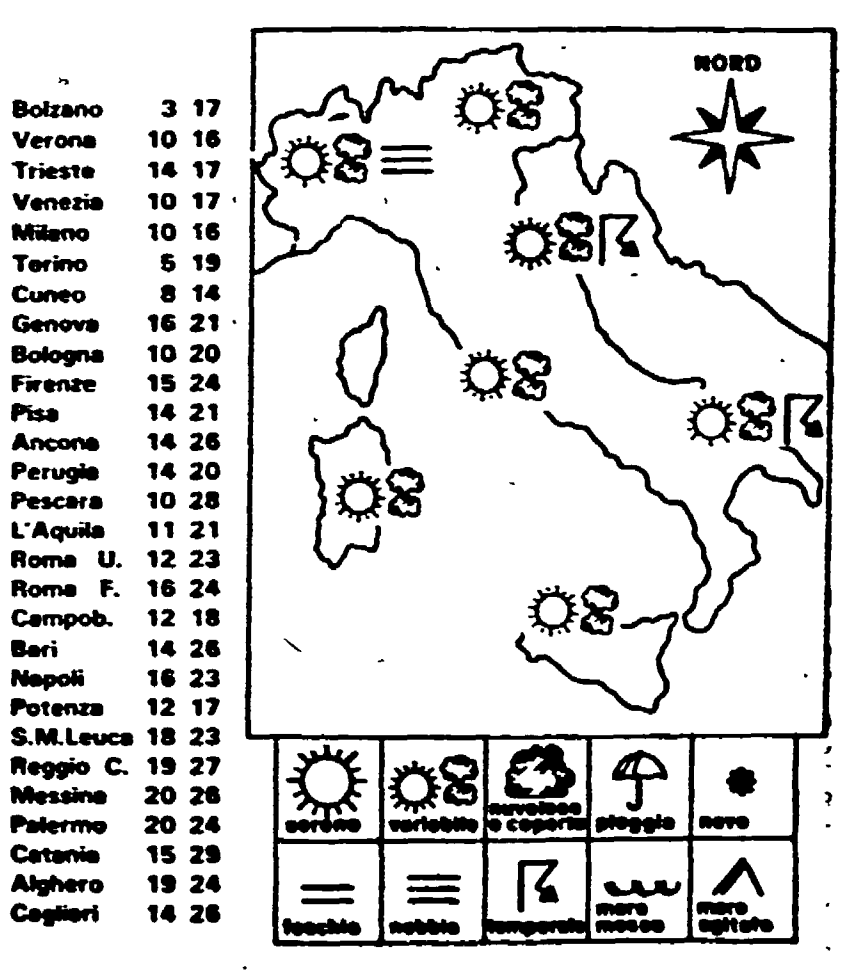 Bolzano 3 17
Verona 10 16
Trieste 14 17
Venezia 10 17
Milano 10 16
Torino 5 19
Cuneo 8 14
Genova 16 21
Bologna 10 20
Firenze 15 24
Pisa 14 21
Ancona 14 26
Perugia 14 20
Pescara 10 28
L'Aquila 11 21
Roma U. 12 23
Roma F. 16 24
Campob. 12 18
Bari 14 26
Napoli 16 23
Potenza 12 17
S.M.Leuca 18 23
Reggio C. 19 27
Messina 20 26
Palermo 20 24
Catania 15 29
Alghero 19 24
Cagliari 14 26
NORD
sereno
variabile
nuvoloso
o coperto
pioggia
neve
foschia
nebbia
temporale
mare
mosso
mare
agitato